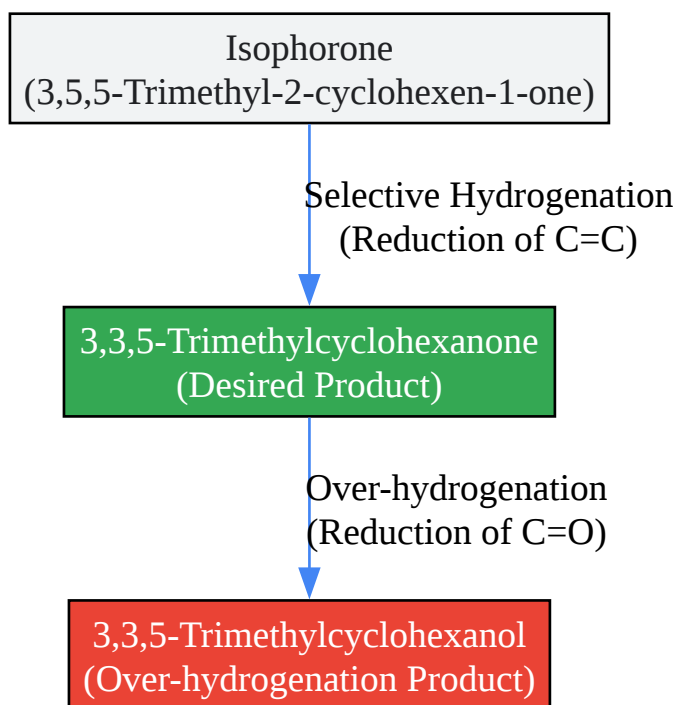 Isophorone
(3,5,5-Trimethyl-2-cyclohexen-1-one)
Selective Hydrogenation
(Reduction of C=C)
3,3,5-Trimethylcyclohexanone
(Desired Product)
Over-hydrogenation
(Reduction of C=O)
3,3,5-Trimethylcyclohexanol
(Over-hydrogenation Product)